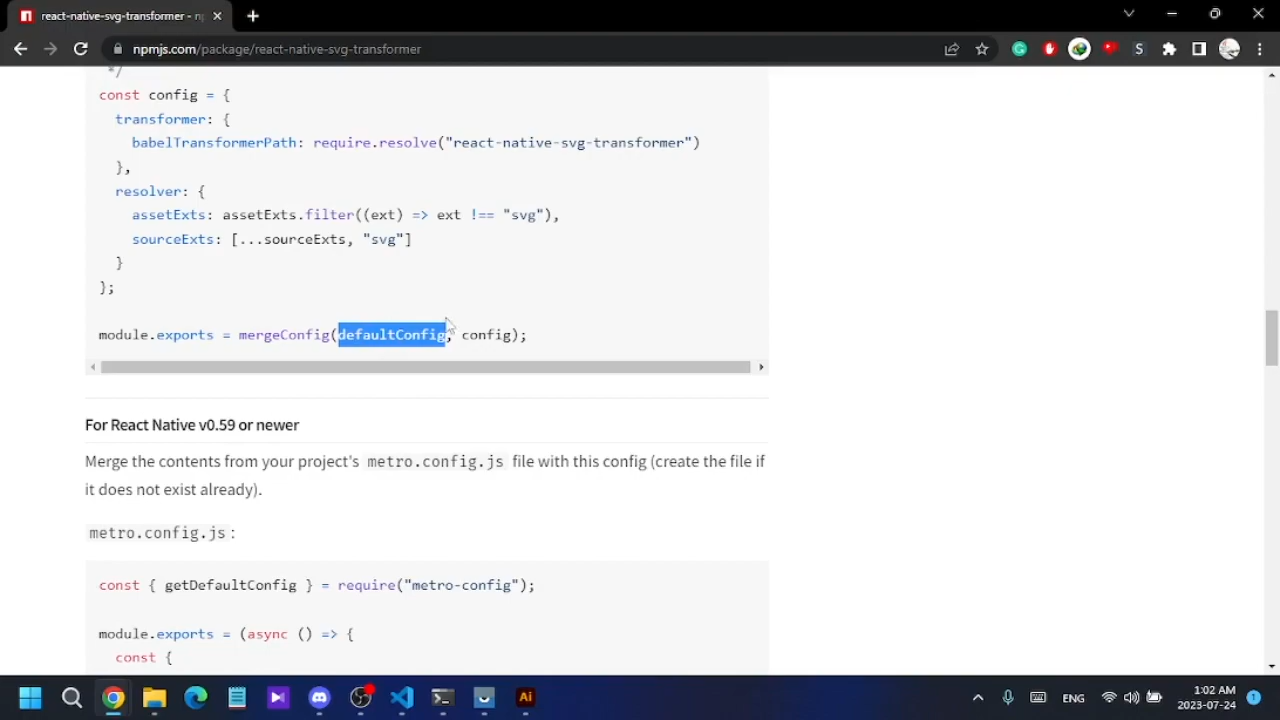 react-native-svg-transformer - np
npmjs.com/package/react-native-svg-transformer
*/
const config = {
transformer: {
babelTransformerPath: require.resolve("react-native-svg-transformer")
},
resolver: {
assetExts: assetExts.filter((ext) => ext !== "svg"),
sourceExts: [...sourceExts, "svg"]
}
};
module.exports = mergeConfig(defaultConfig, config);
For React Native v0.59 or newer
Merge the contents from your project's metro.config.js file with this config (create the file if
it does not exist already).
metro.config.js:
const { getDefaultConfig } = require("metro-config");
module.exports = (async () => {
const {
Ai
ENG
1:02 AM
2023-07-24
1